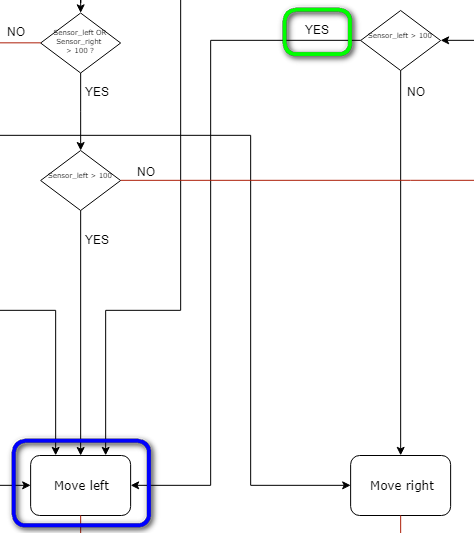 NO
Sensor_left OR
Sensor_right
> 100 ?
YES
YES
Sensor_left > 100
NO
Sensor_left > 100
NO
YES
Move left
Move right